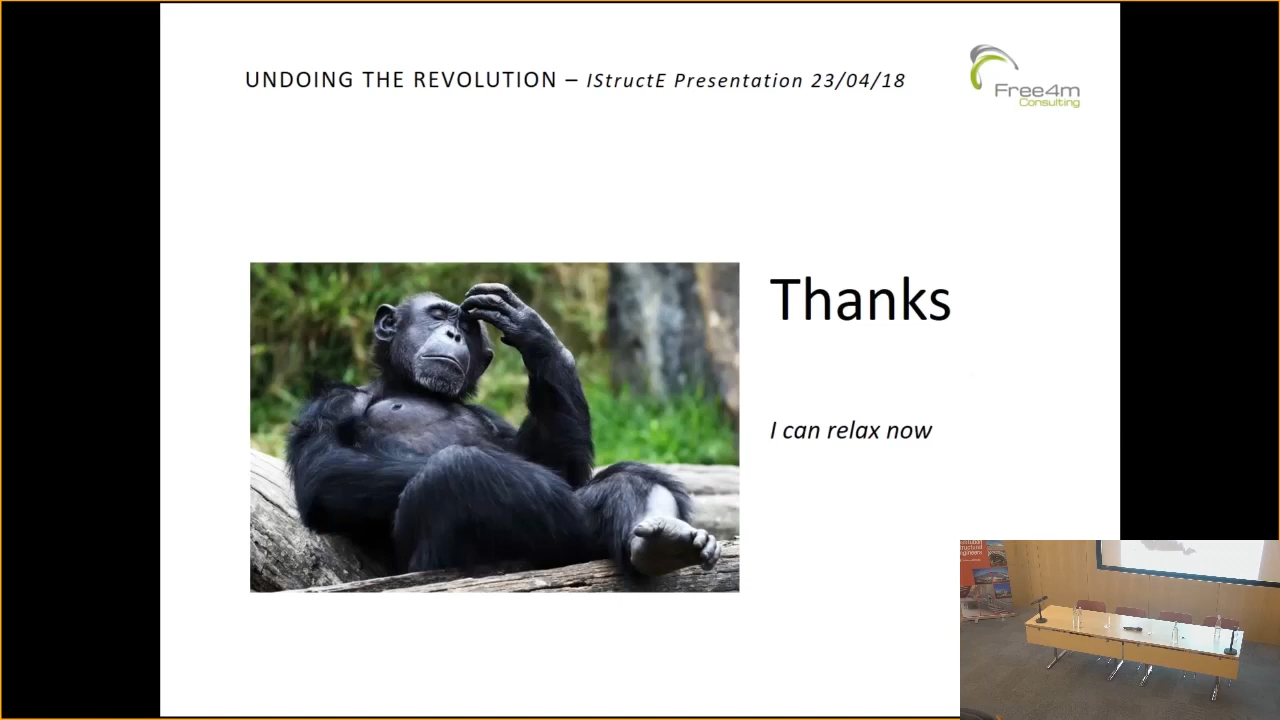 UNDOING THE REVOLUTION – IStructE Presentation 23/04/18
Free4m
Consulting
Thanks
I can relax now